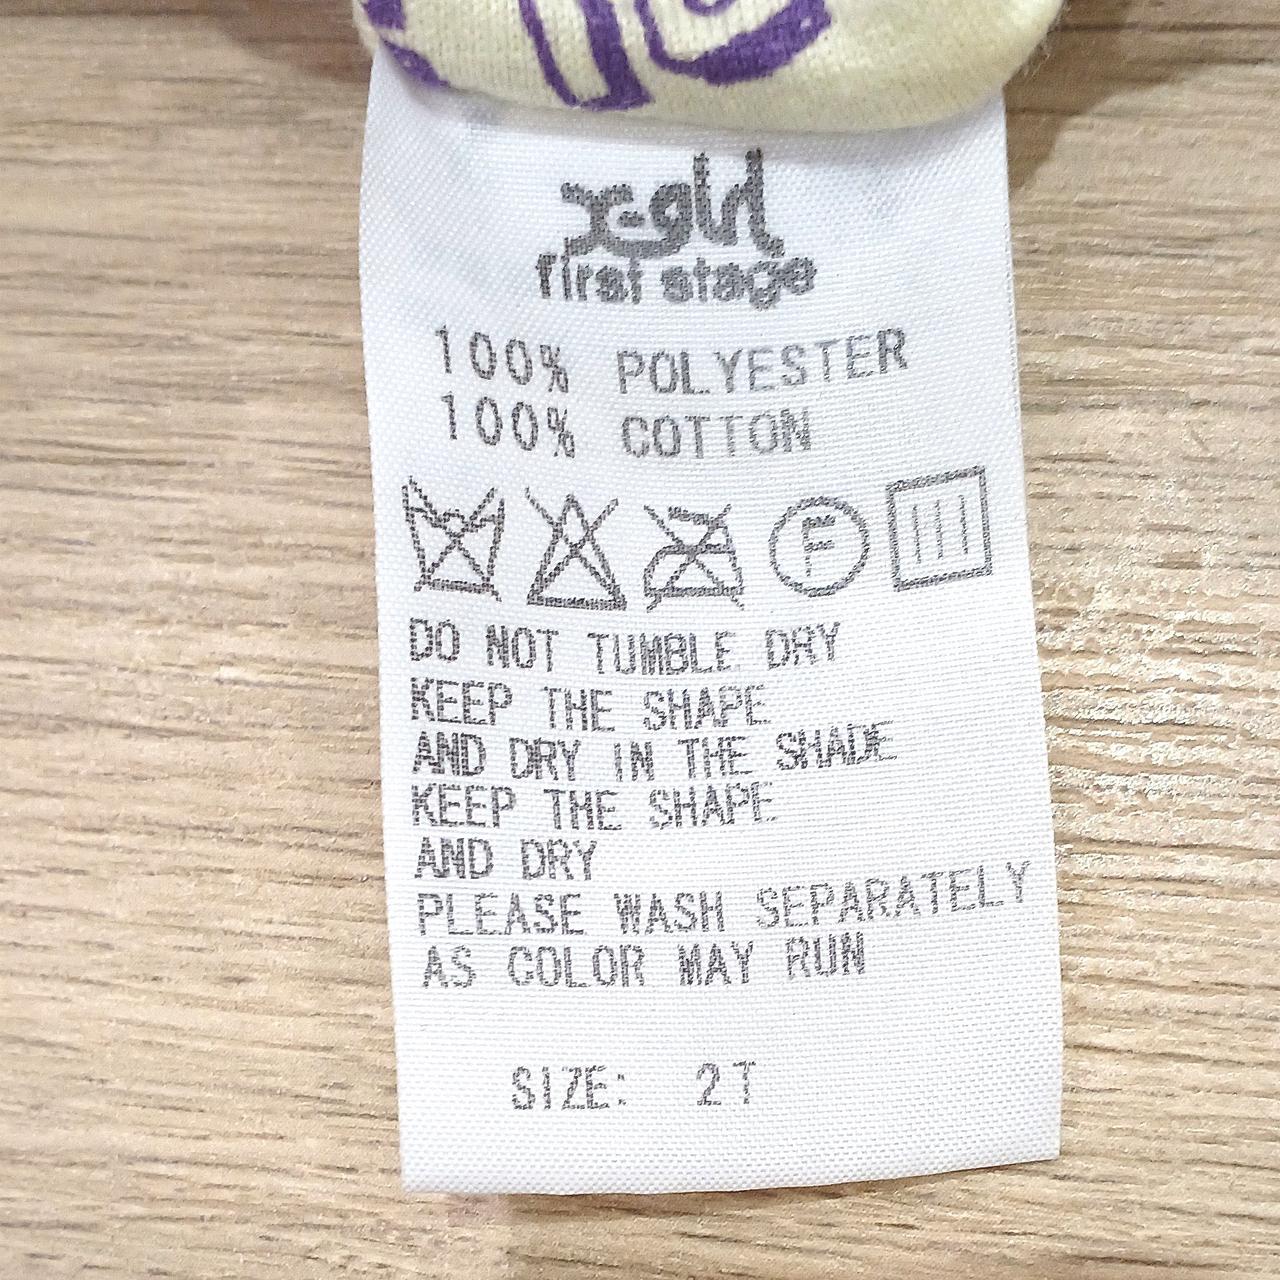 x-girl
first stage
100% POLYESTER
100% COTTON
F
DO NOT TUMBLE DRY
KEEP THE SHAPE
AND DRY IN THE SHADE
KEEP THE SHAPE
AND DRY
PLEASE WASH SEPARATELY
AS COLOR MAY RUN
SIZE: 2T